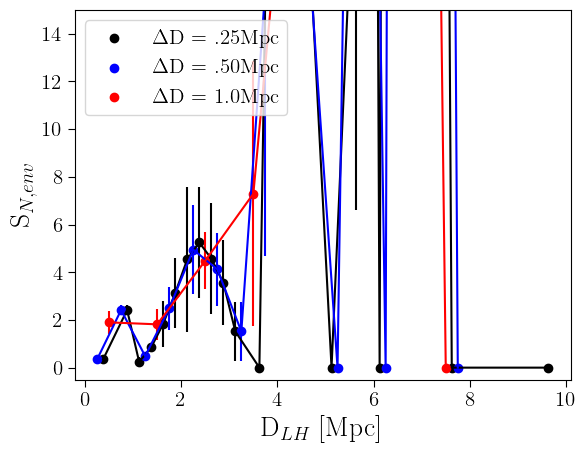 ΔD = .25Mpc
ΔD = .50Mpc
ΔD = 1.0Mpc
14
12
10
8
6
4
2
0
S_{N,env}
0 2 4 6 8 10
D_{LH} [Mpc]